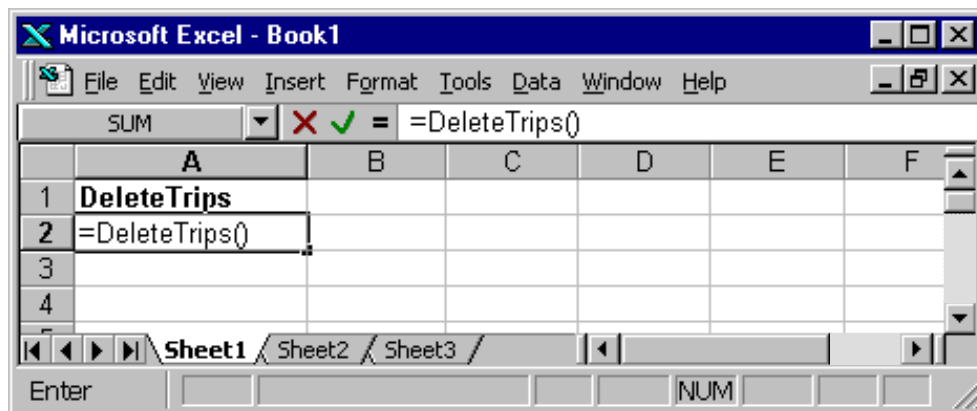 Microsoft Excel - Book1
File Edit View Insert Format Tools Data Window Help
SUM = =DeleteTrips()
A B C D E F
1 DeleteTrips
2 =DeleteTrips()
3
4
Sheet1 Sheet2 Sheet3
Enter NUM